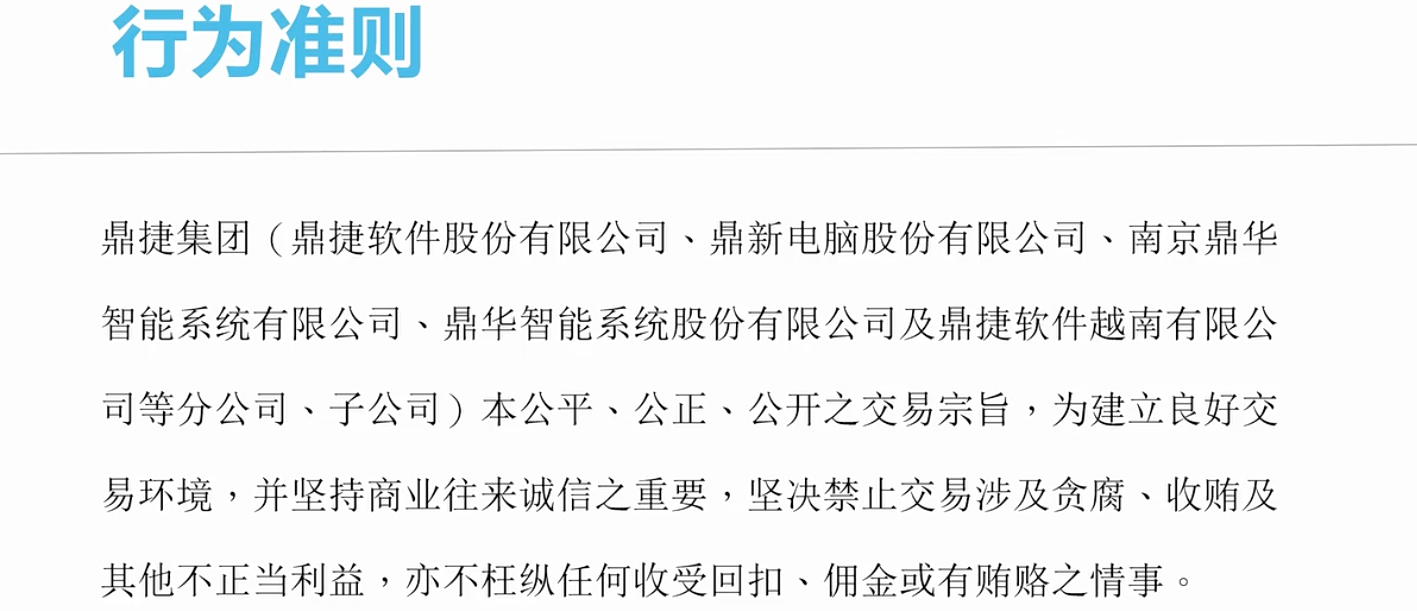 行为准则
鼎捷集团（鼎捷软件股份有限公司、鼎新电脑股份有限公司、南京鼎华
智能系统有限公司、鼎华智能系统股份有限公司及鼎捷软件越南有限公
司等分公司、子公司）本公平、公正、公开之交易宗旨，为建立良好交
易环境，并坚持商业往来诚信之重要，坚决禁止交易涉及贪腐、收贿及
其他不正当利益，亦不枉纵任何收受回扣、佣金或有贿赂之情事。